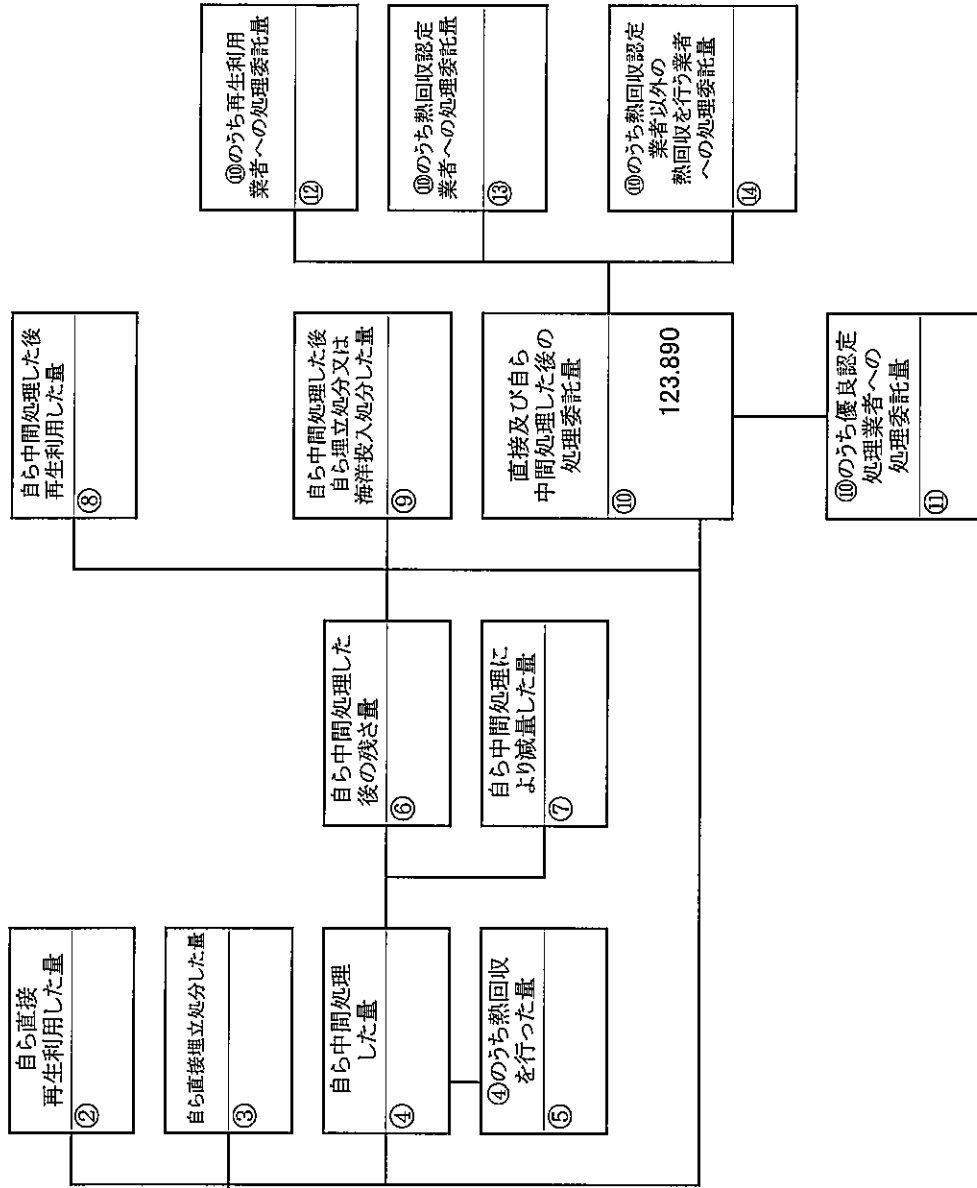 自ら直接
再生利用した量
②
自ら直接埋立処分した量
③
自ら中間処理
した量
④
④のうち熱回収
を行った量
⑤
自ら中間処理した
後の残さ量
⑥
自ら中間処理に
より減量した量
⑦
自ら中間処理した後
再生利用した量
⑧
自ら中間処理した後
自ら埋立処分又は
海洋投入処分した量
⑨
直接及び自ら
中間処理した後の
処理委託量
⑩
123.890
⑩のうち優良認定
処理業者への
処理委託量
⑪
⑩のうち再生利用
業者への処理委託量
⑫
⑩のうち熱回収認定
業者への処理委託量
⑬
⑩のうち熱回収認定
業者以外の
熱回収を行う業者
への処理委託量
⑭